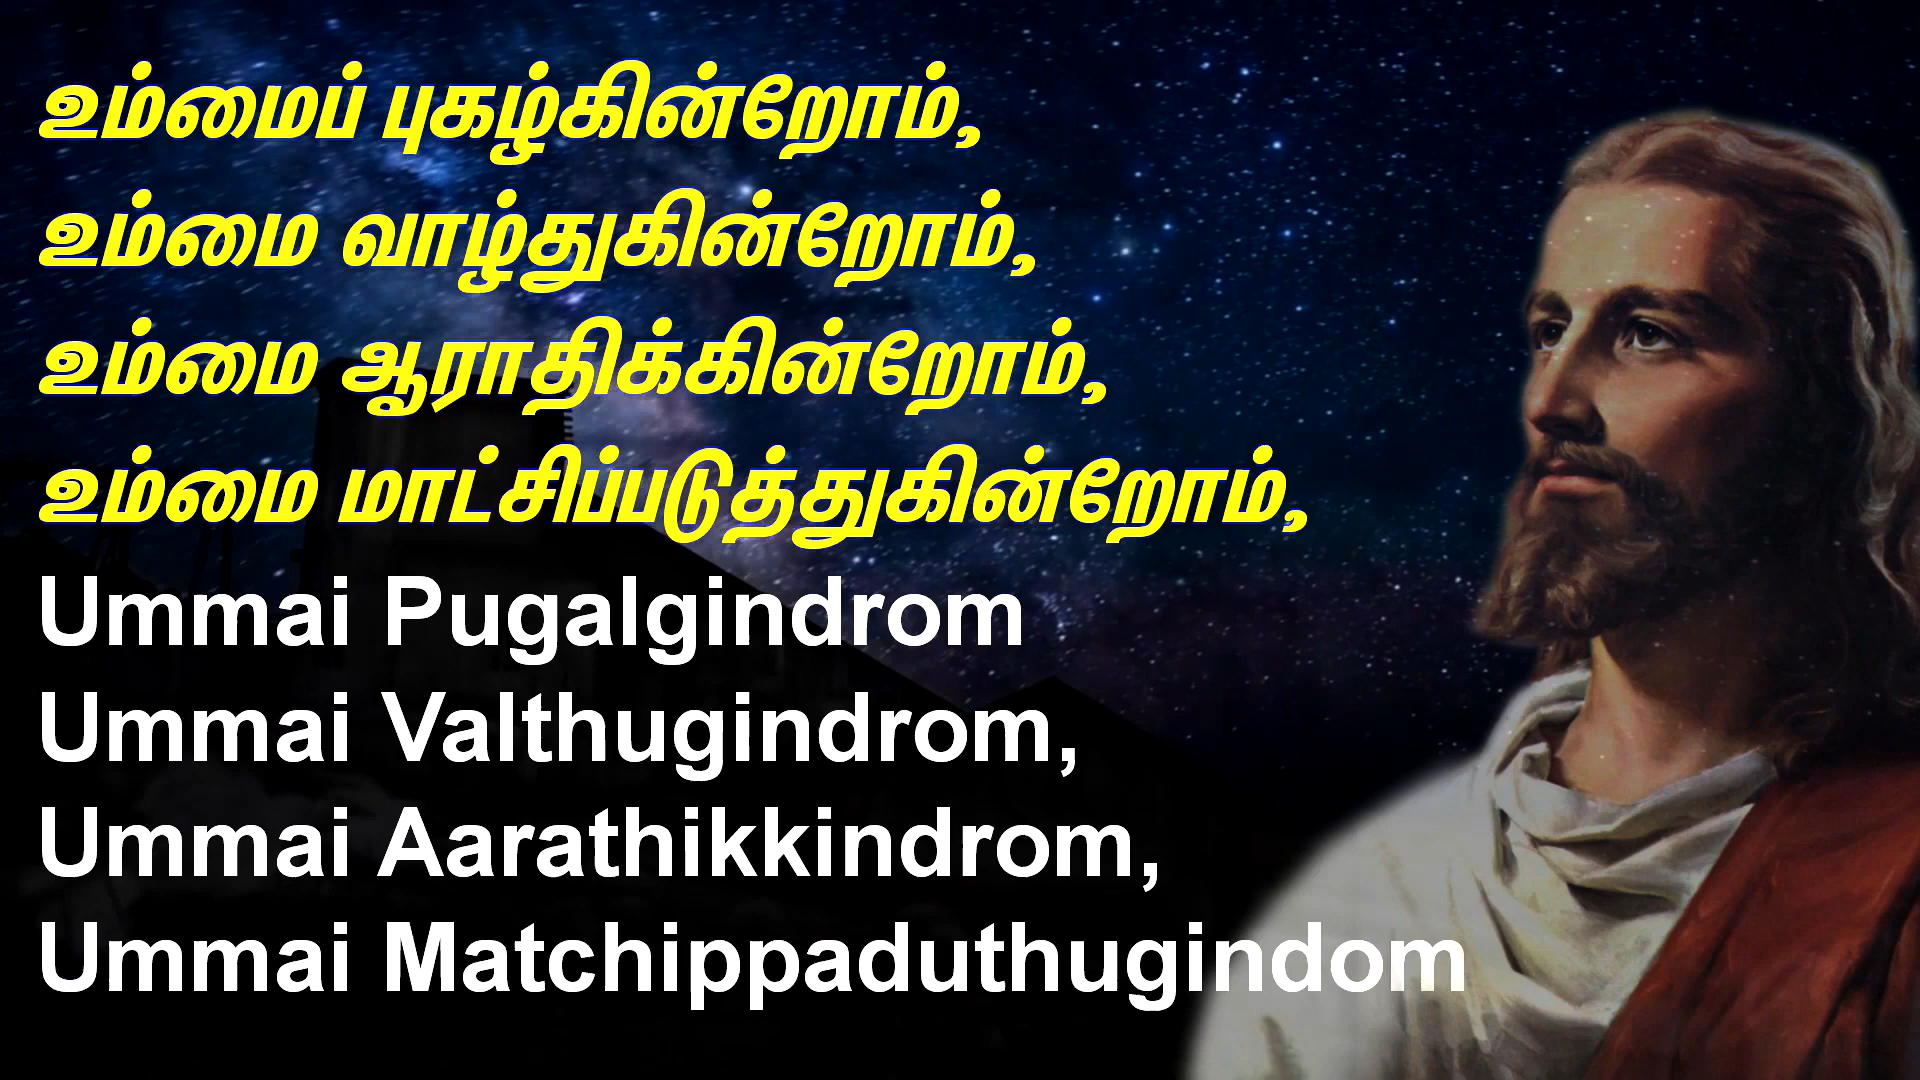 உம்மைப் புகழ்கின்றோம்,
உம்மை வாழ்துகின்றோம்,
உம்மை ஆராதிக்கின்றோம்,
உம்மை மாட்சிப்படுத்துகின்றோம்,
Ummai Pugalgindrom
Ummai Valthugindrom,
Ummai Aarathikkindrom,
Ummai Matchippaduthugindom